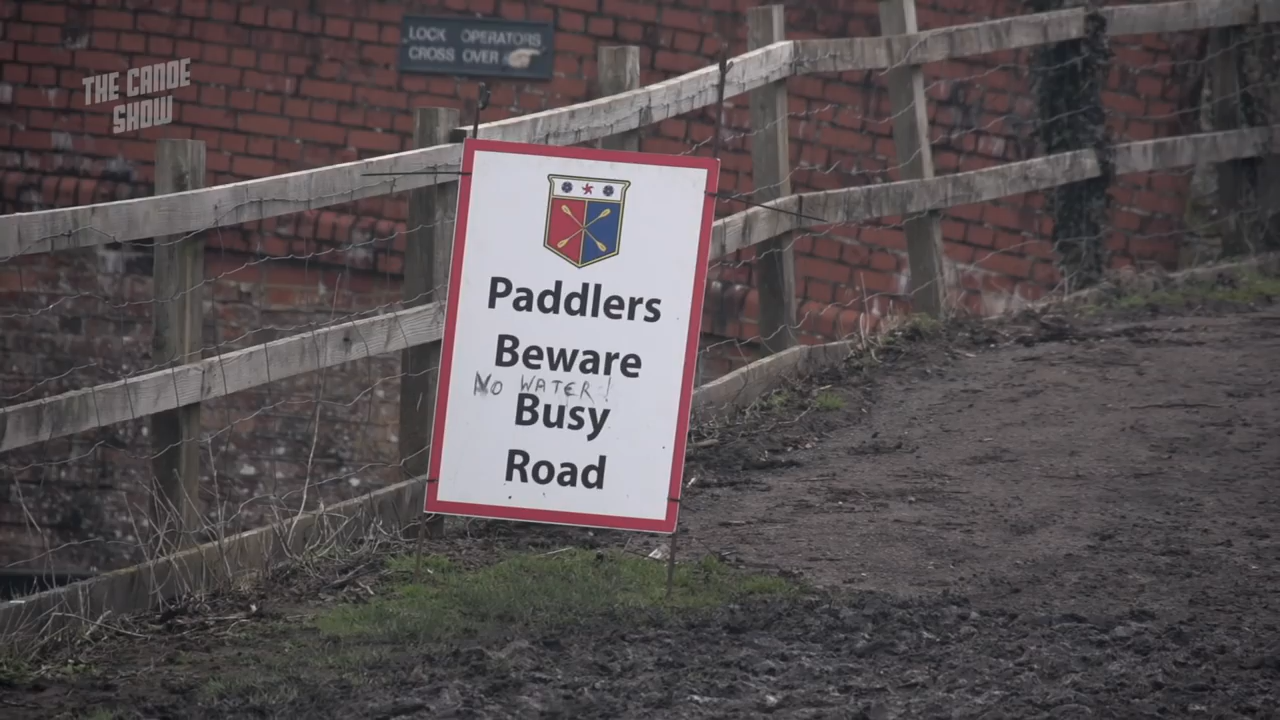 LOCK OPERATORS
CROSS OVER
THE CANOE
SHOW
Paddlers
Beware
NO WATER!
Busy
Road